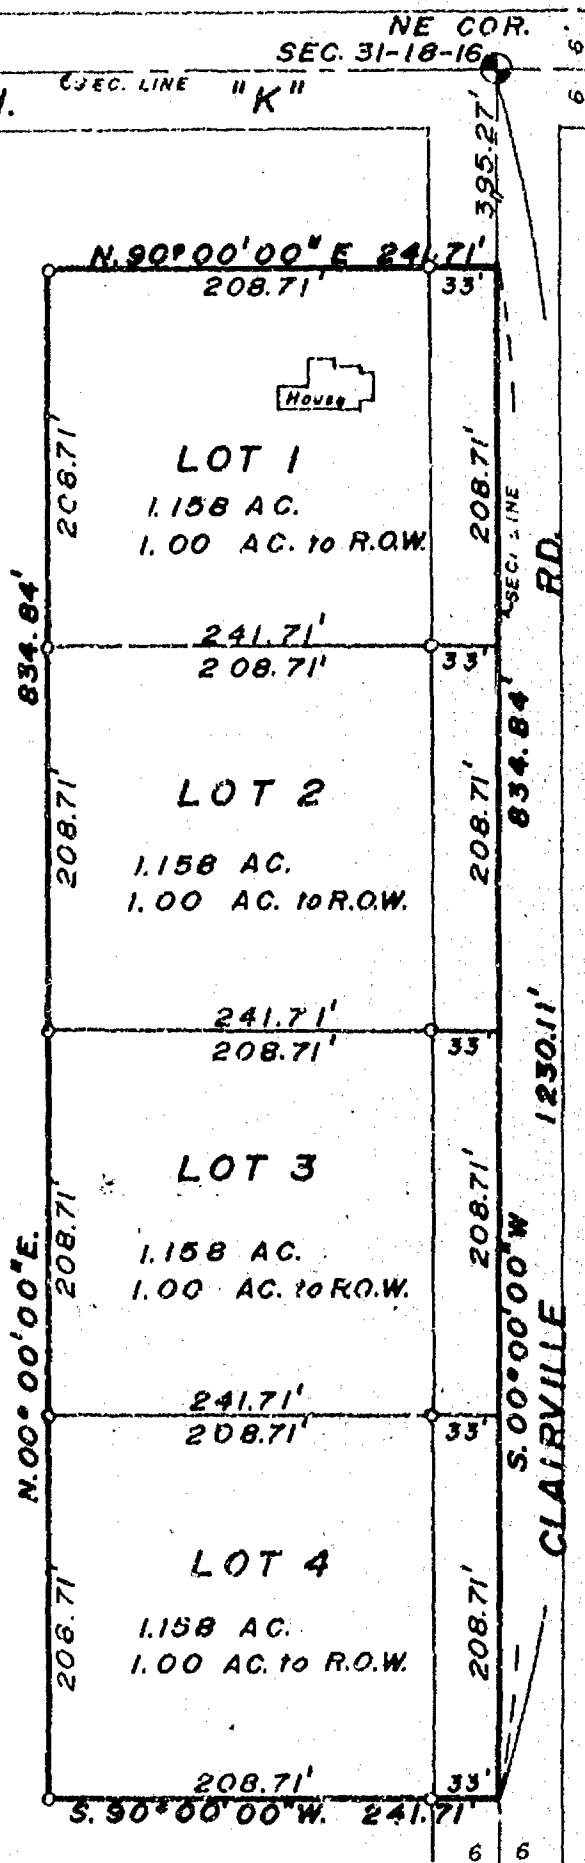 NE COR.
SEC. 31-18-16
SEC. LINE
"K"
6'
6
395.27'
N. 90° 00' 00" E 241.71'
208.71'
33'
House
LOT 1
1.158 AC.
1.00 AC. to R.O.W.
208.71'
208.71'
SEC. LINE
RD.
834.84'
241.71'
208.71'
33'
834.84'
LOT 2
1.158 AC.
1.00 AC. to R.O.W.
208.71'
208.71'
241.71'
208.71'
33'
1230.11'
LOT 3
1.158 AC.
1.00 AC. to R.O.W.
208.71'
208.71'
N. 00° 00' 00" E.
S. 00° 00' 00" W
CLAIRVILLE
241.71'
208.71'
33'
LOT 4
1.158 AC.
1.00 AC. to R.O.W.
208.71'
208.71'
208.71'
33'
S. 90° 00' 00" W. 241.71'
6 6